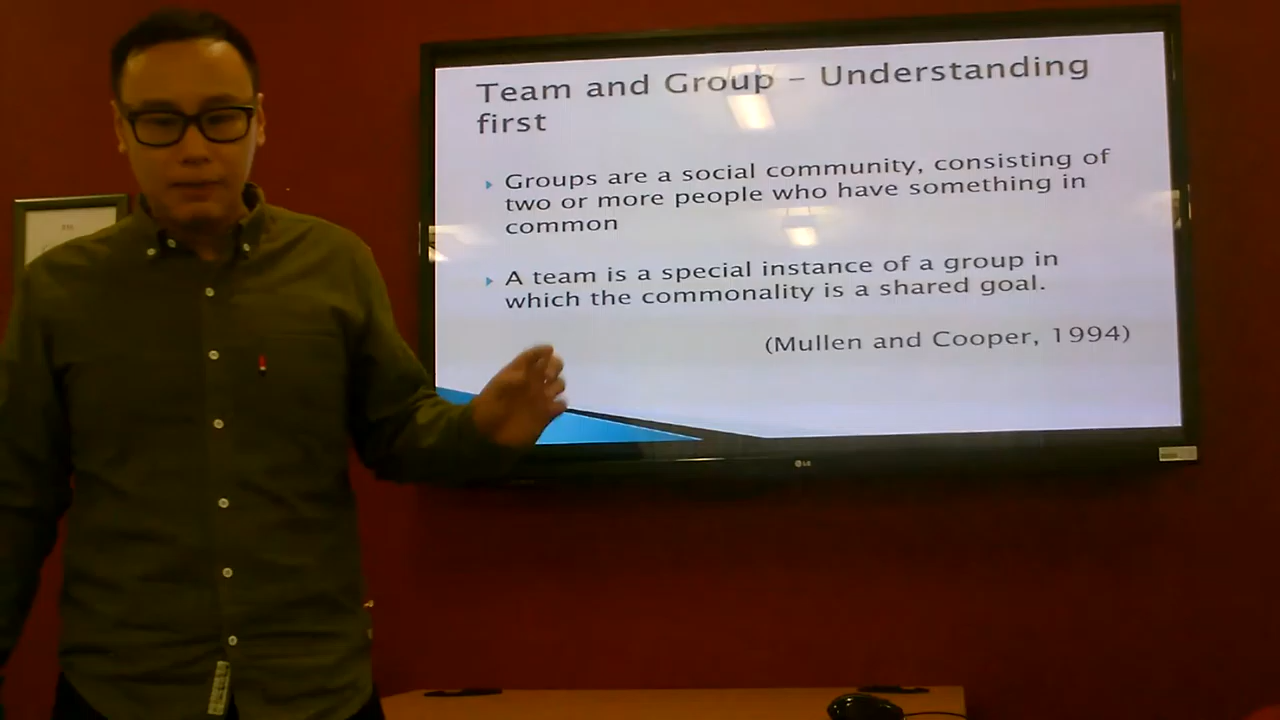 Team and Group – Understanding
first
Groups are a social community, consisting of
two or more people who have something in
common
A team is a special instance of a group in
which the commonality is a shared goal.
(Mullen and Cooper, 1994)
LG